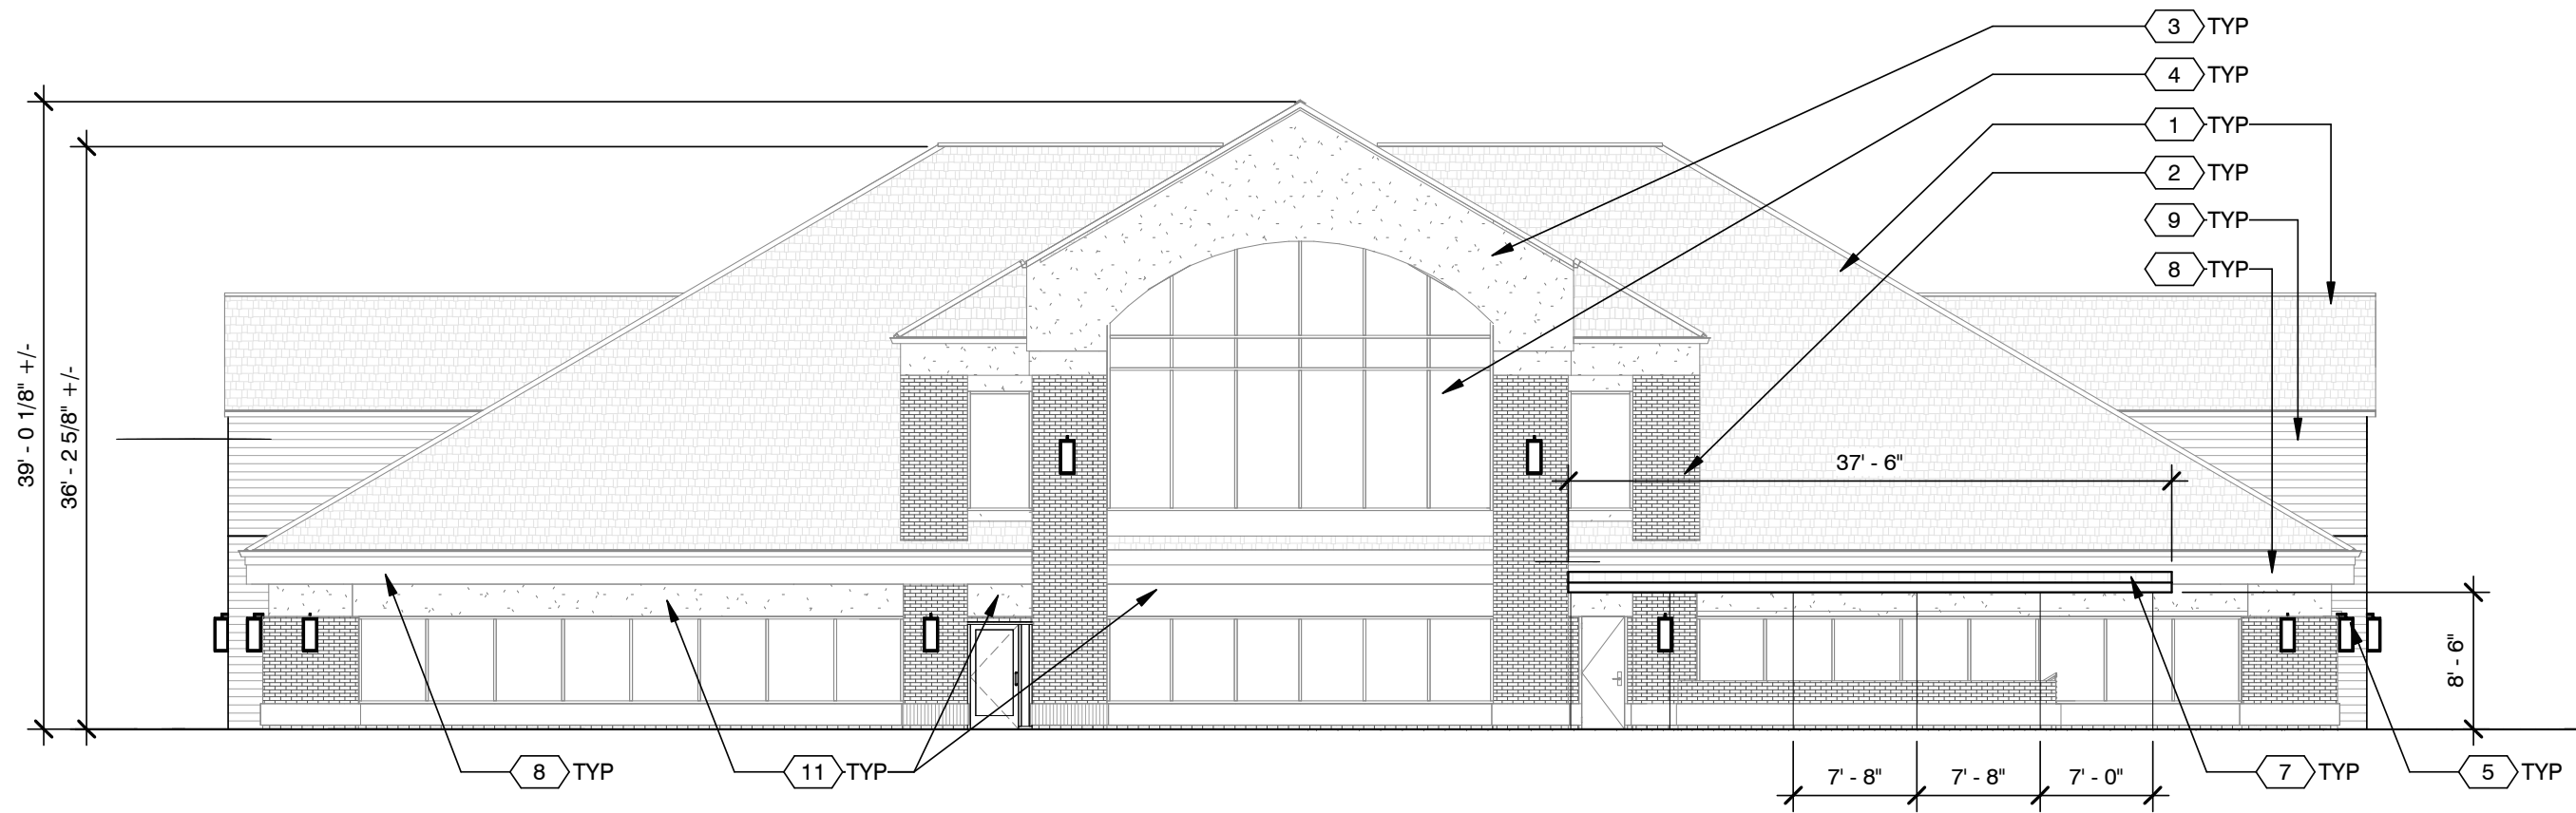 3 TYP
4 TYP
1 TYP
2 TYP
9 TYP
8 TYP
39' - 0 1/8" +/-
36' - 2 5/8" +/-
37' - 6"
8' - 6"
8 TYP
11 TYP
7' - 8"
7' - 8"
7' - 0"
7 TYP
5 TYP